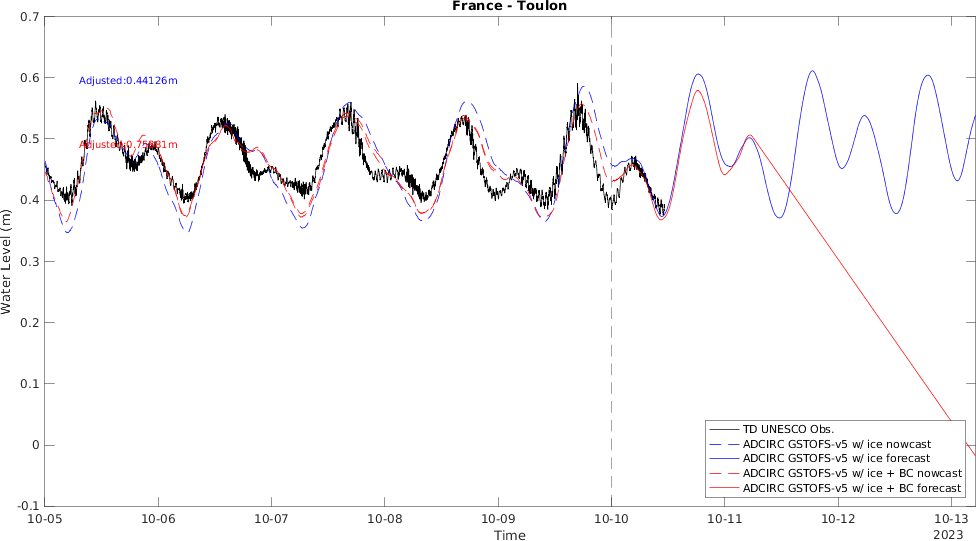 France - Toulon
Water Level (m)
0.7
0.6
0.5
0.4
0.3
0.2
0.1
0
-0.1
Adjusted:0.44126m
TD UNESCO Obs.
ADCIRC GSTOFS-v5 w/ ice nowcast
ADCIRC GSTOFS-v5 w/ ice forecast
ADCIRC GSTOFS-v5 w/ ice + BC nowcast
ADCIRC GSTOFS-v5 w/ ice + BC forecast
10-05 10-06 10-07 10-08 10-09 10-10 10-11 10-12 10-13
Time
2023